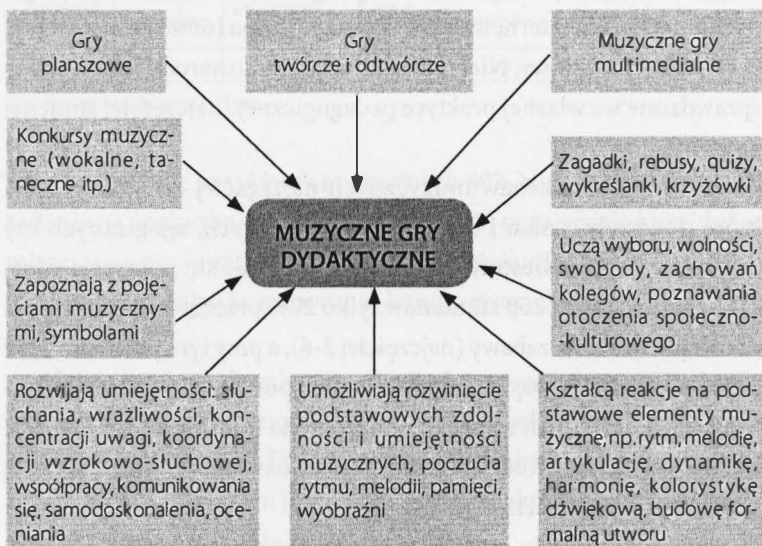 Gry
planszowe
Gry
twórcze i odtwórcze
Muzyczne gry
multimedialne
Konkursy muzycz-
ne (wokalne, ta-
neczne itp.)
Zagadki, rebusy, quizy,
wykreślanki, krzyżówki
MUZYCZNE GRY
DYDAKTYCZNE
Zapoznają z poję-
ciami muzyczny-
mi, symbolami
Uczą wyboru, wolności,
swobody, zachowań
kolegów, poznawania
otoczenia społeczno-
-kulturowego
Rozwijają umiejętności: słu-
chania, wrażliwości, kon-
centracji uwagi, koordyna-
cji wzrokowo-słuchowej,
współpracy, komunikowania
się, samodoskonalenia, oce-
niania
Umożliwiają rozwinięcie
podstawowych zdol-
ności i umiejętności
muzycznych, poczucia
rytmu, melodii, pamięci,
wyobraźni
Kształcą reakcje na pod-
stawowe elementy mu-
zyczne, np. rytm, melodię,
artykulację, dynamikę,
harmonię, kolorystykę
dźwiękową, budowę for-
malną utworu